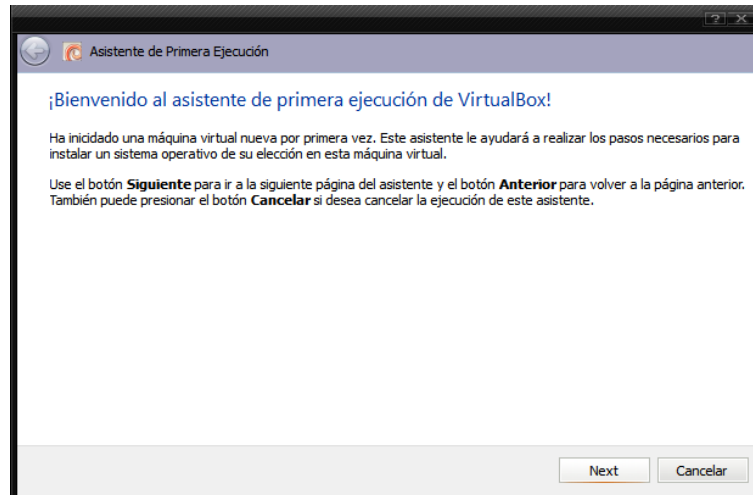 Asistente de Primera Ejecución
¡Bienvenido al asistente de primera ejecución de VirtualBox!
Ha inicidado una máquina virtual nueva por primera vez. Este asistente le ayudará a realizar los pasos necesarios para
instalar un sistema operativo de su elección en esta máquina virtual.
Use el botón Siguiente para ir a la siguiente página del asistente y el botón Anterior para volver a la página anterior.
También puede presionar el botón Cancelar si desea cancelar la ejecución de este asistente.
Next Cancelar